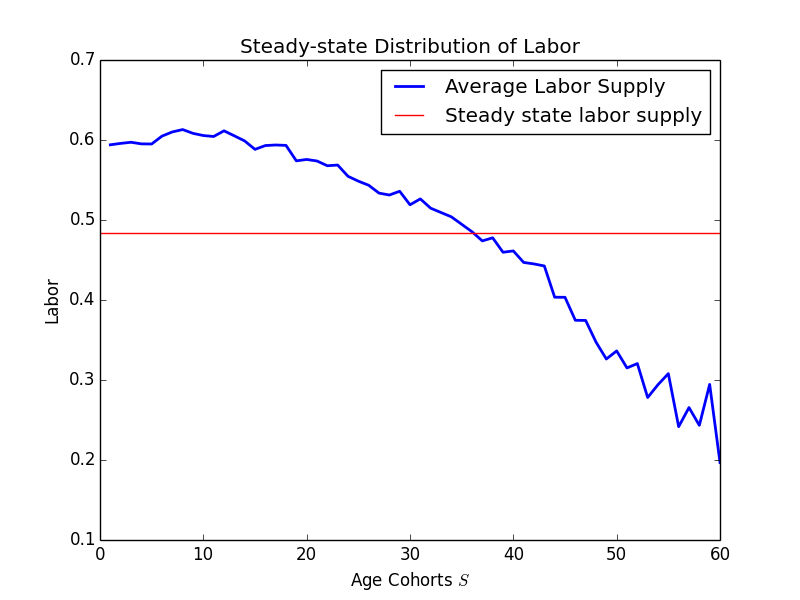 Steady-state Distribution of Labor
0.7
Average Labor Supply
Steady state labor supply
0.6
0.5
0.4
0.3
0.2
0.1
Labor
0 10 20 30 40 50 60
Age Cohorts S